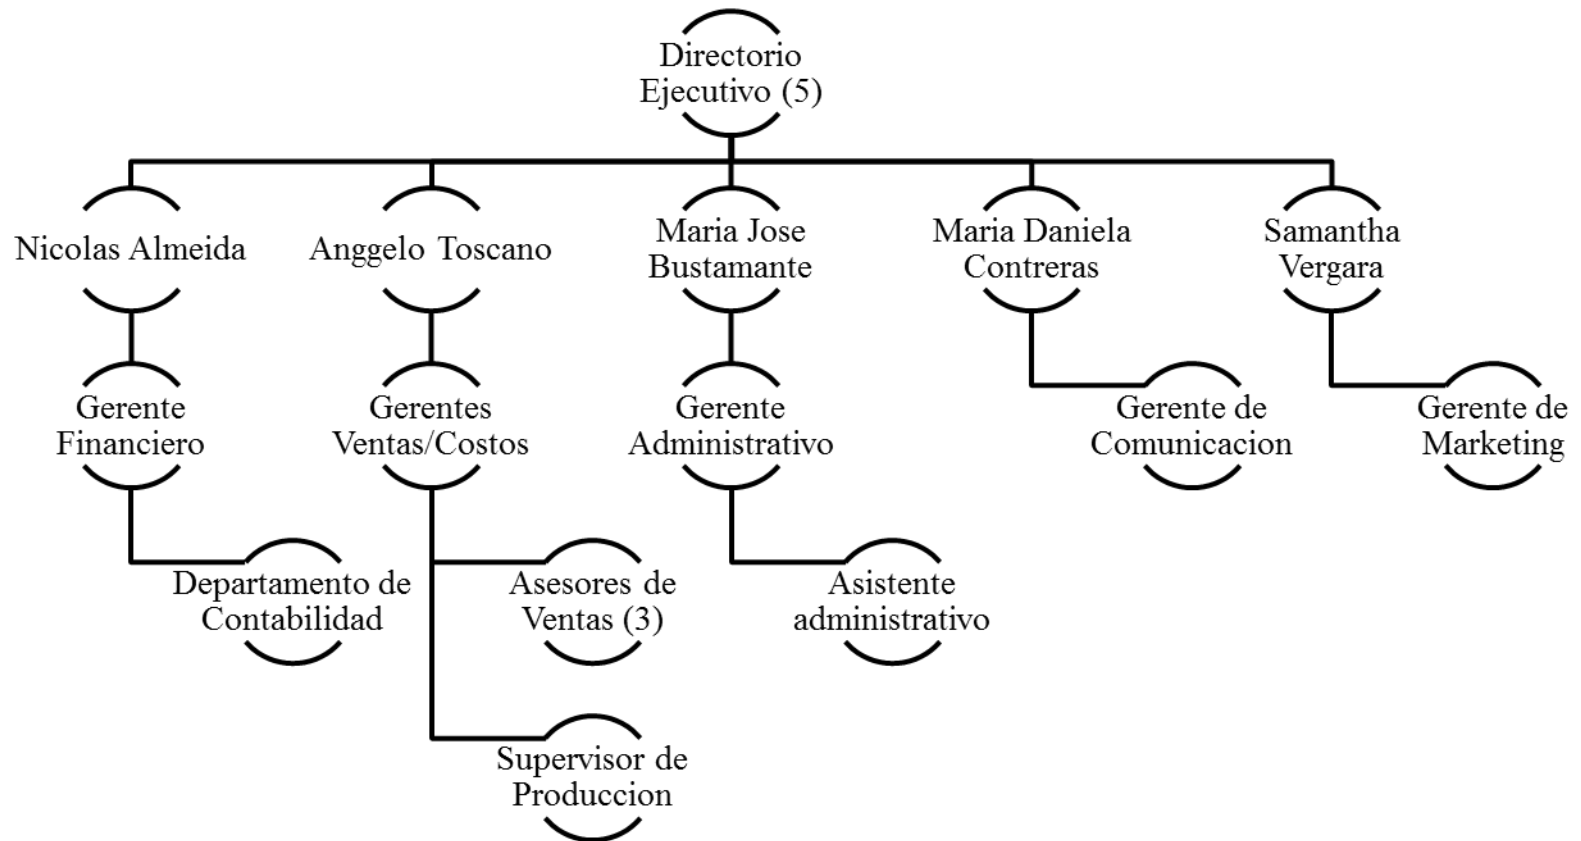 Directorio
Ejecutivo (5)
Nicolas Almeida
Anggelo Toscano
Maria Jose
Bustamante
Maria Daniela
Contreras
Samantha
Vergara
Gerente
Financiero
Gerentes
Ventas/Costos
Gerente
Administrativo
Gerente de
Comunicacion
Gerente de
Marketing
Departamento de
Contabilidad
Asesores de
Ventas (3)
Asistente
administrativo
Supervisor de
Produccion